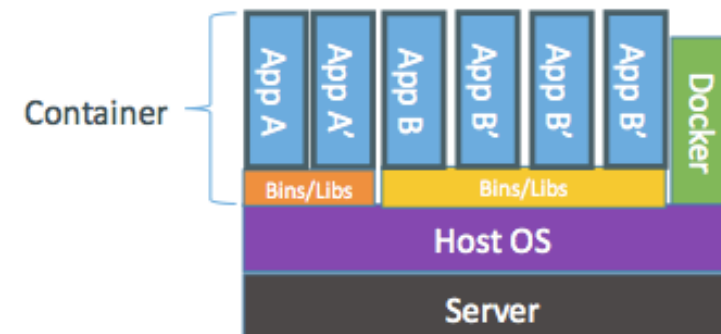 Container
App A
App A'
App B
App B'
App B'
App B'
Docker
Bins/Libs
Bins/Libs
Host OS
Server